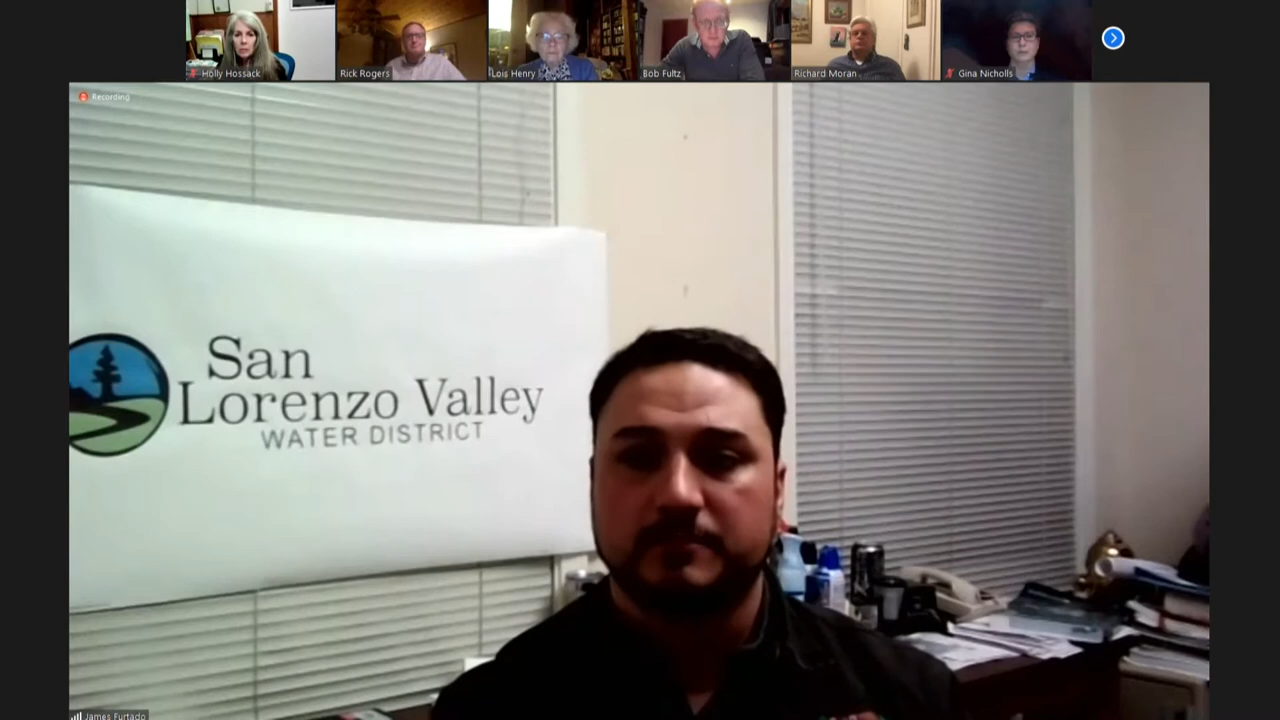 Holly Hossack
Rick Rogers
Lois Henry
Bob Fultz
Richard Moran
Gina Nicholls
Recording
San
Lorenzo Valley
WATER DISTRICT
James Furtado